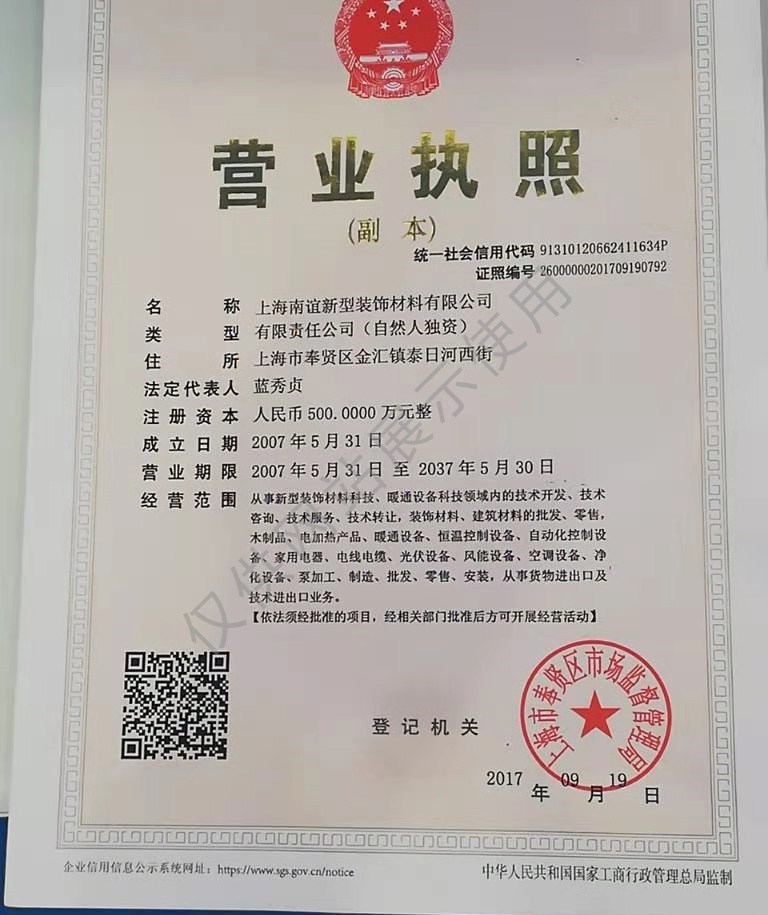 营业执照
(副 本)
统一社会信用代码 91310120662411634P
证照编号 26000000201709190792
名 称 上海南谊新型装饰材料有限公司
类 型 有限责任公司（自然人独资）
住 所 上海市奉贤区金汇镇泰日河西街
法定代表人 蓝秀贞
注册资本 人民币500.0000万元整
成立日期 2007年5月31日
营业期限 2007年5月31日 至 2037年5月30日
经营范围 从事新型装饰材料科技、暖通设备科技领域内的技术开发、技术
咨询、技术服务、技术转让，装饰材料、建筑材料的批发、零售，
木制品、电加热产品、暖通设备、恒温控制设备、自动化控制设
备、家用电器、电线电缆、光伏设备、风能设备、空调设备、净
化设备、泵加工、制造、批发、零售、安装，从事货物进出口及
技术进出口业务。
【依法须经批准的项目，经相关部门批准后方可开展经营活动】
仅供网站展示使用
登记机关
上海市奉贤区市场监督管理局
2017 年 09 月 19 日
企业信用信息公示系统网址：https://www.sgs.gov.cn/notice
中华人民共和国国家工商行政管理总局监制